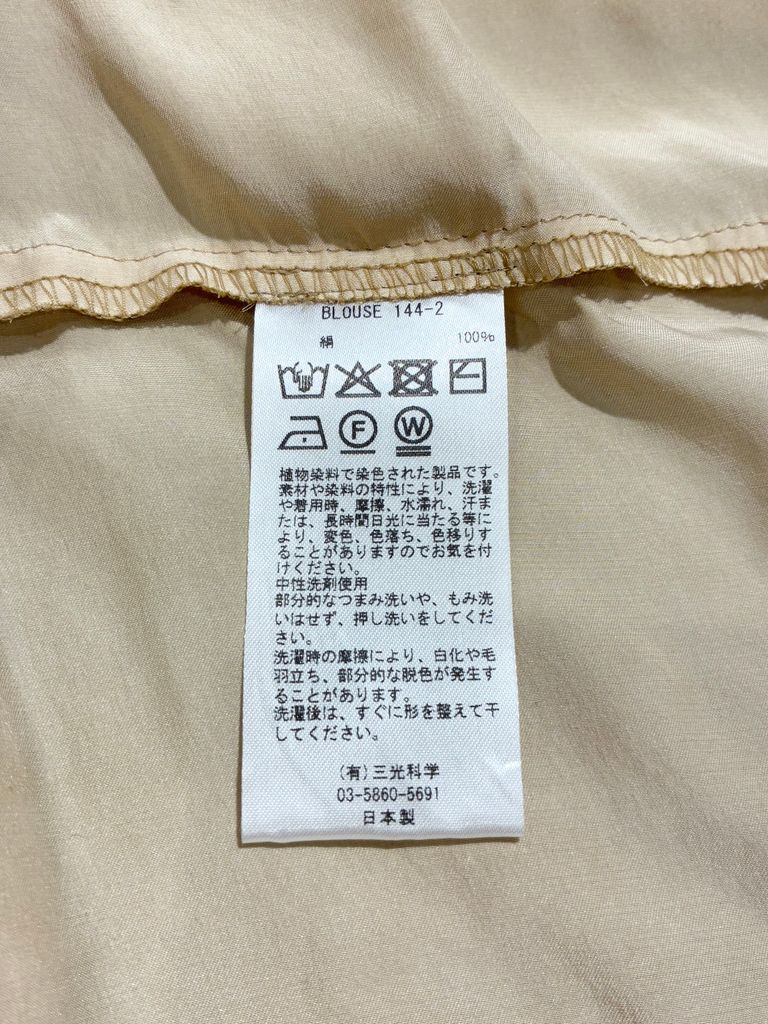 BLOUSE 144-2
絹 100%
F W
植物染料で染色された製品です。
素材や染料の特性により、洗濯
や着用時、摩擦、水濡れ、汗ま
たは、長時間日光に当たる等に
より、変色、色落ち、色移りす
ることがありますのでお気を付
けください。
中性洗剤使用
部分的なつまみ洗いや、もみ洗
いはせず、押し洗いをしてくだ
さい。
洗濯時の摩擦により、白化や毛
羽立ち、部分的な脱色が発生す
ることがあります。
洗濯後は、すぐに形を整えて干
してください。
(有)三光科学
03-5860-5691
日本製